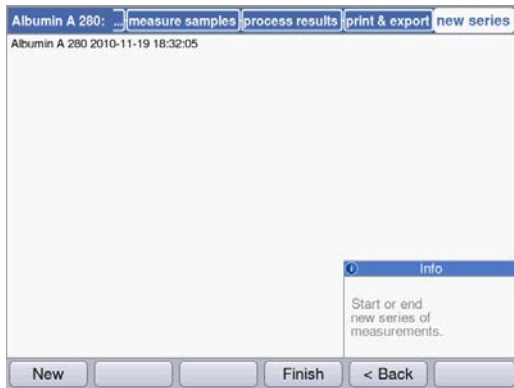 Albumin A 280: ... measure samples process results print & export new series
Albumin A 280 2010-11-19 18:32:05
i Info
Start or end
new series of
measurements.
New Finish < Back